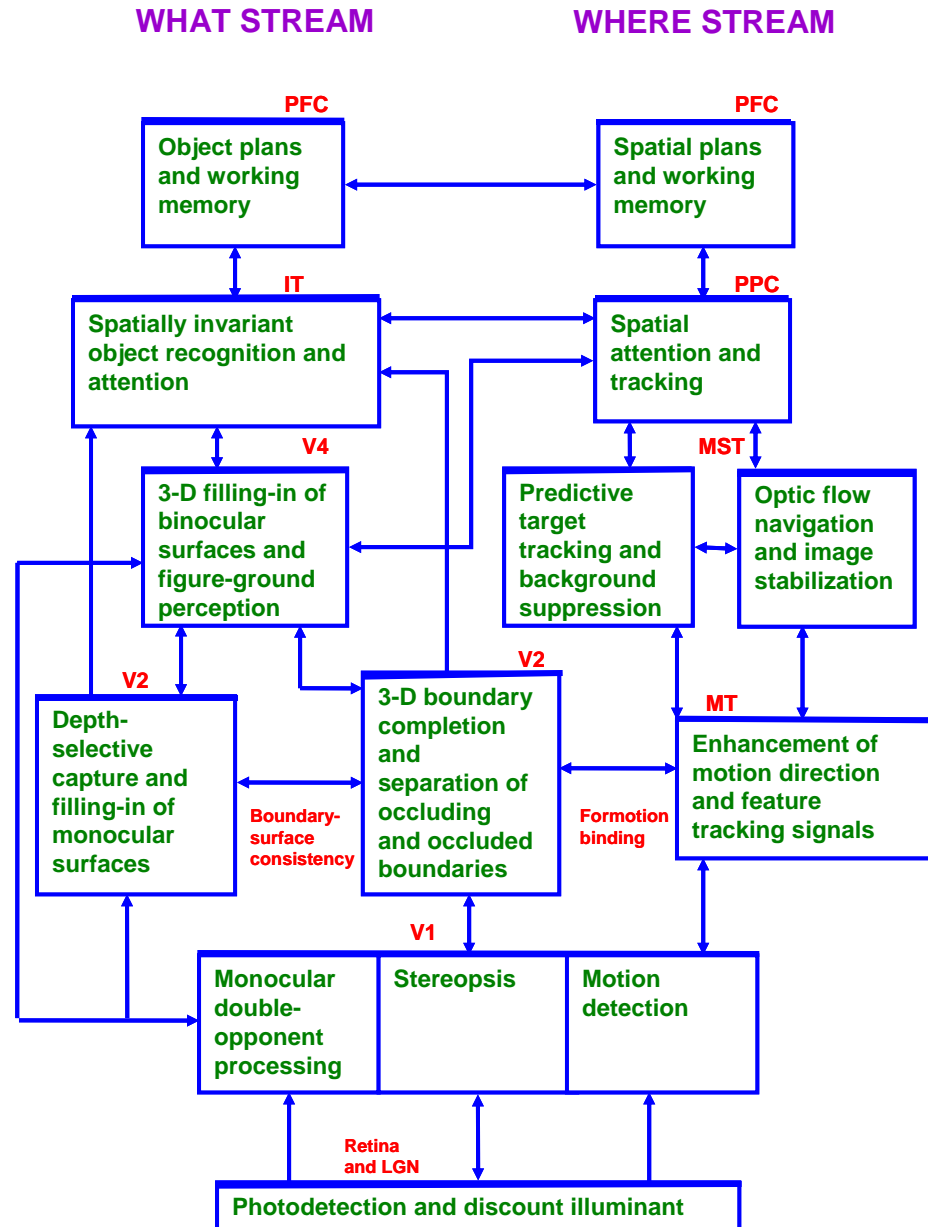 WHAT STREAM
WHERE STREAM
PFC
Object plans
and working
memory
PFC
Spatial plans
and working
memory
IT
Spatially invariant
object recognition and
attention
PPC
Spatial
attention and
tracking
V4
3-D filling-in of
binocular
surfaces and
figure-ground
perception
MST
Predictive
target
tracking and
background
suppression
Optic flow
navigation
and image
stabilization
V2
Depth-
selective
capture and
filling-in of
monocular
surfaces
Boundary-
surface
consistency
V2
3-D boundary
completion
and
separation of
occluding
and occluded
boundaries
Formotion
binding
MT
Enhancement of
motion direction
and feature
tracking signals
V1
Monocular
double-
opponent
processing
Stereopsis
Motion
detection
Retina
and LGN
Photodetection and discount illuminant